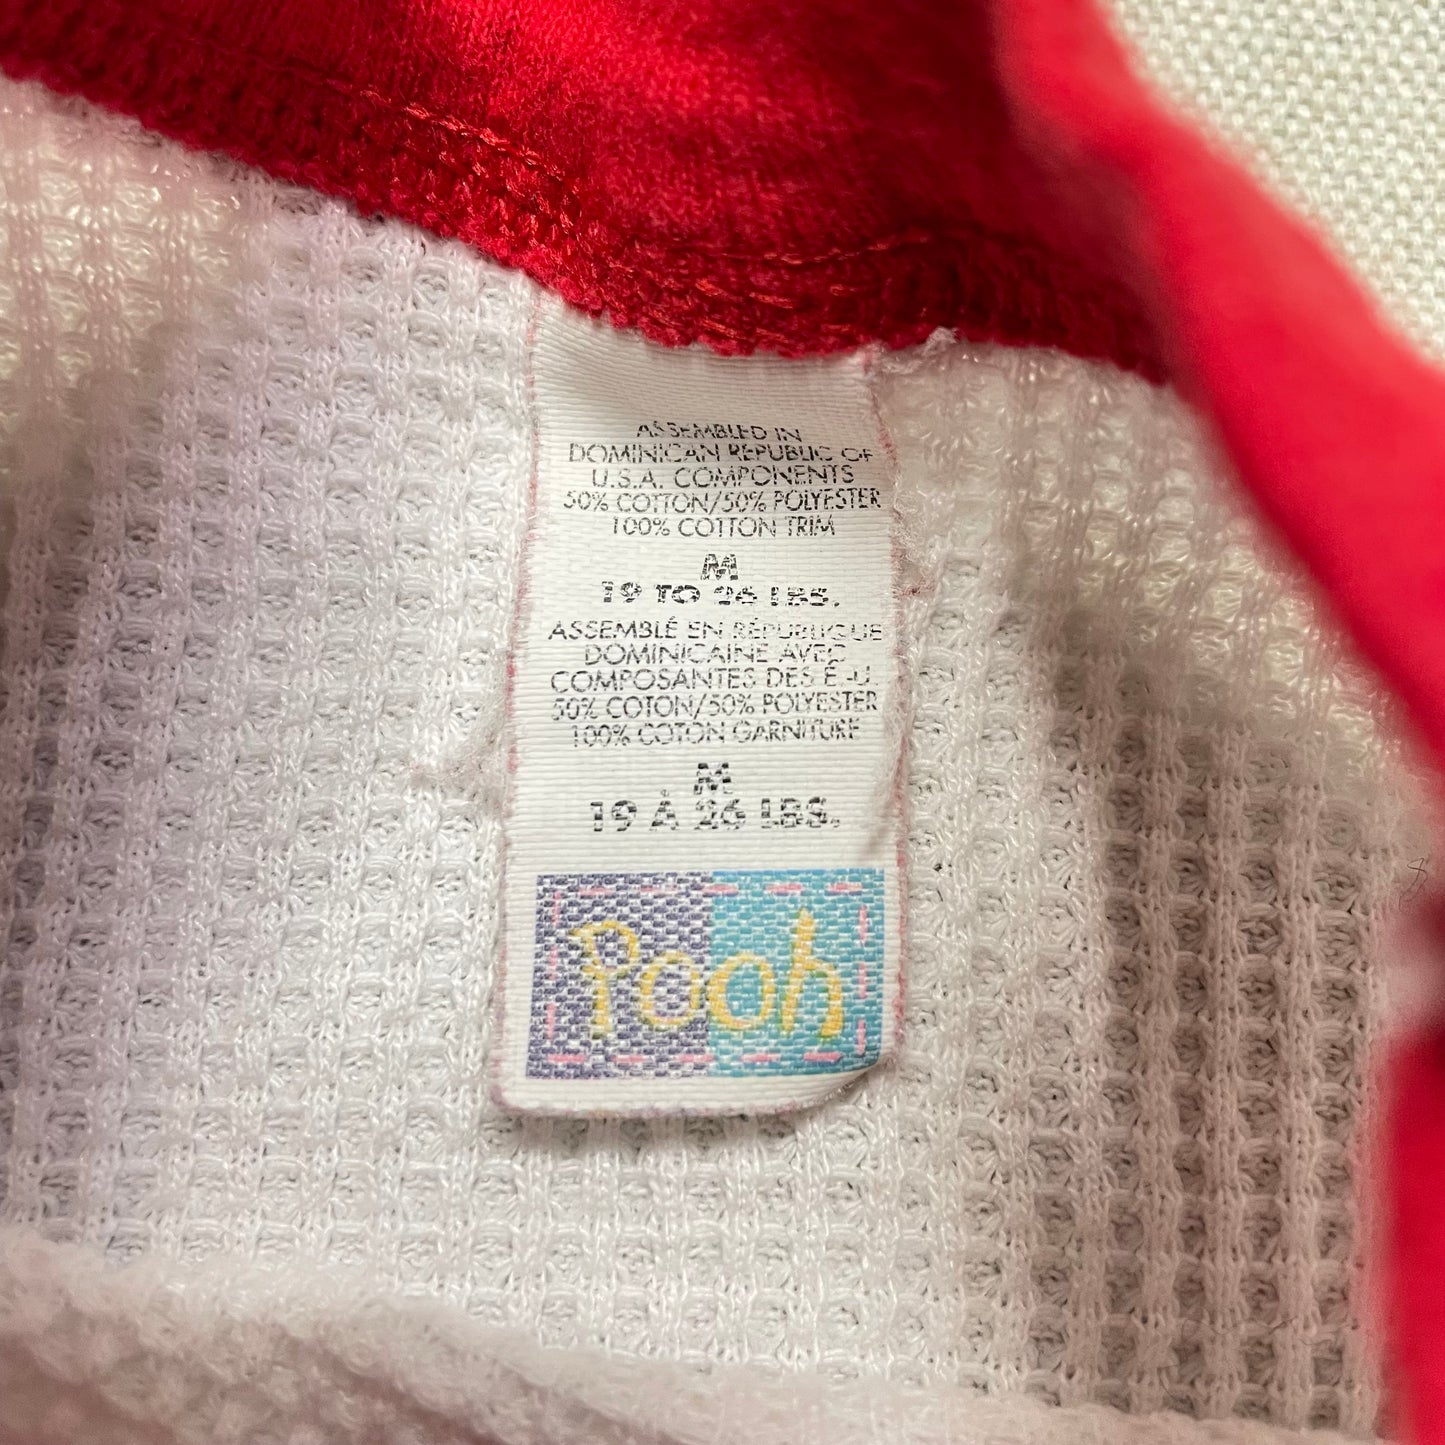 ASSEMBLED IN
DOMINICAN REPUBLIC OF
U.S.A. COMPONENTS
50% COTTON/50% POLYESTER
100% COTTON TRIM
M
19 TO 26 LBS.
ASSEMBLÉ EN RÉPUBLIQUE
DOMINICAINE AVEC
COMPOSANTES DES É.-U.
50% COTON/50% POLYESTER
100% COTON GARNITURE
M
19 À 26 LBS.
Pooh